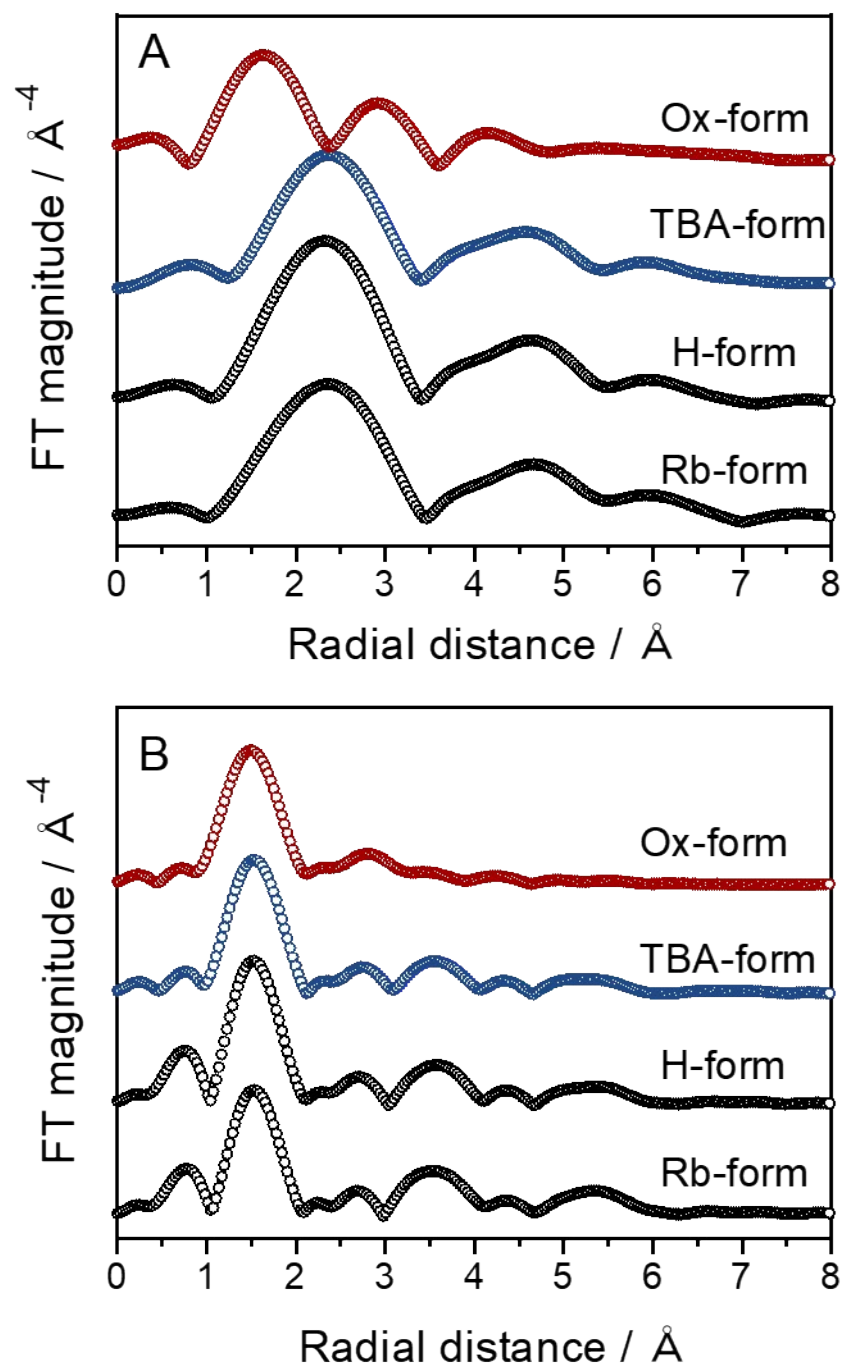 A
Ox-form
TBA-form
H-form
Rb-form
FT magnitude / Å⁻⁴
0 1 2 3 4 5 6 7 8
Radial distance / Å
B
Ox-form
TBA-form
H-form
Rb-form
FT magnitude / Å⁻⁴
0 1 2 3 4 5 6 7 8
Radial distance / Å